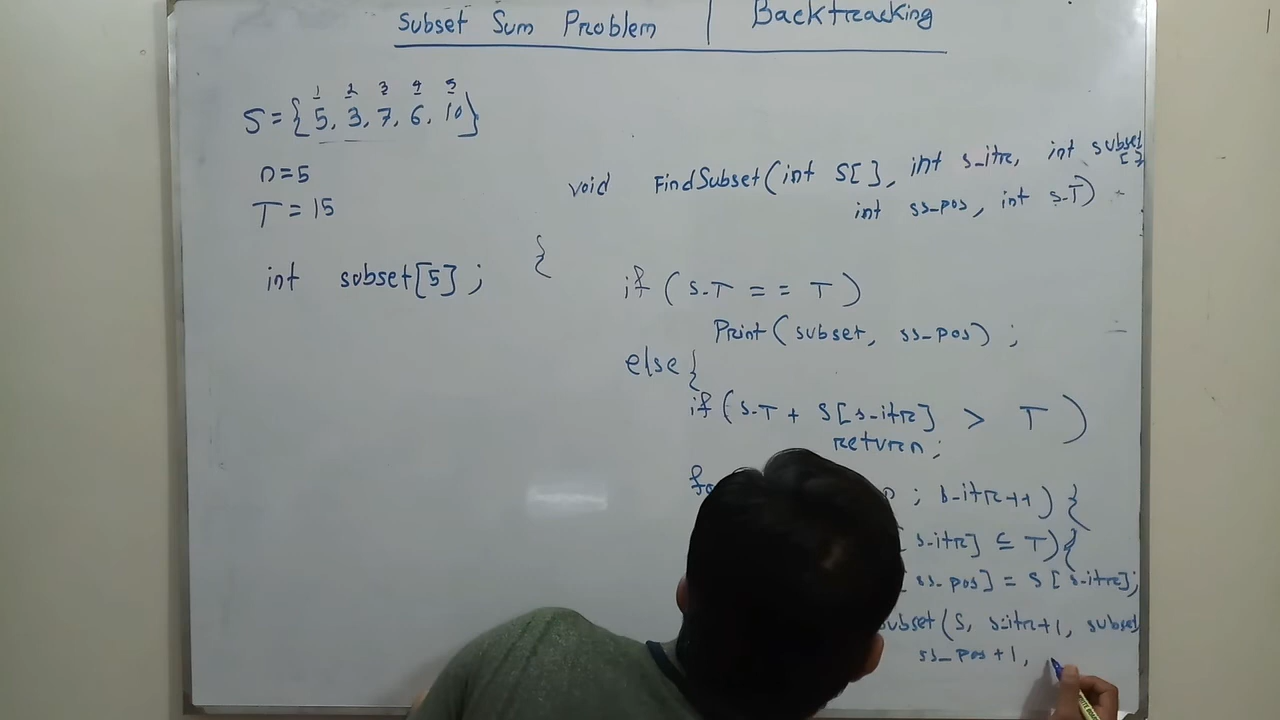 Subset Sum Problem | Backtracking
1 2 3 4 5
S = { 5, 3, 7, 6, 10 }
n = 5
T = 15
int subset[5] ;
void FindSubset(int S[], int s_itr, int subset[],
int ss_pos, int s_T)
{
if ( s_T == T )
Print( subset, ss_pos ) ;
else {
if ( s_T + S[s_itr] > T )
return ;
; s_itr++ ) {
s_itr] <= T ) {
ss_pos] = S[s_itr];
subset( S, s_itr+1, subset
ss_pos+1,